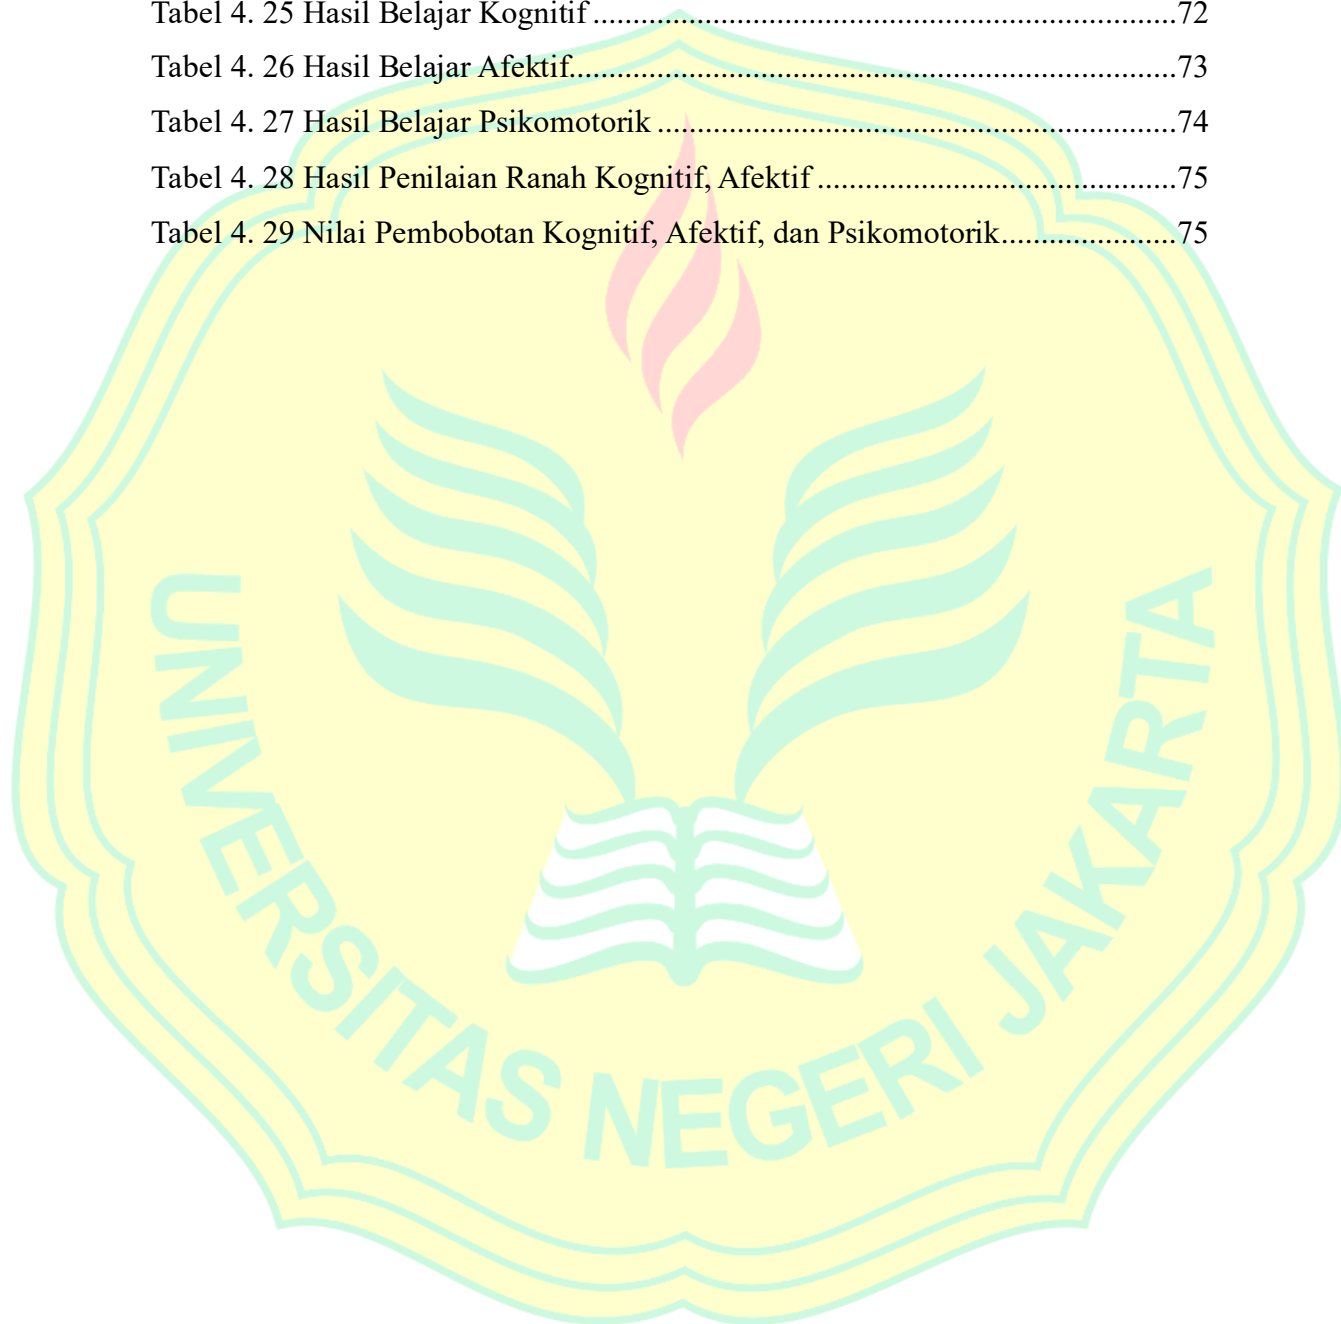 Tabel 4. 25 Hasil Belajar Kognitif..........................................................................72
Tabel 4. 26 Hasil Belajar Afektif.............................................................................73
Tabel 4. 27 Hasil Belajar Psikomotorik ..................................................................74
Tabel 4. 28 Hasil Penilaian Ranah Kognitif, Afektif ..............................................75
Tabel 4. 29 Nilai Pembobotan Kognitif, Afektif, dan Psikomotorik......................75
UNIVERSITAS NEGERI JAKARTA